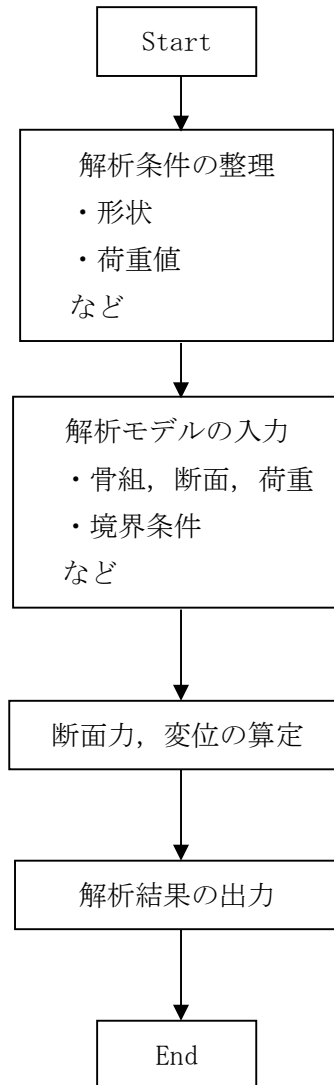 Start
解析条件の整理
・形状
・荷重値
など
解析モデルの入力
・骨組，断面，荷重
・境界条件
など
断面力，変位の算定
解析結果の出力
End